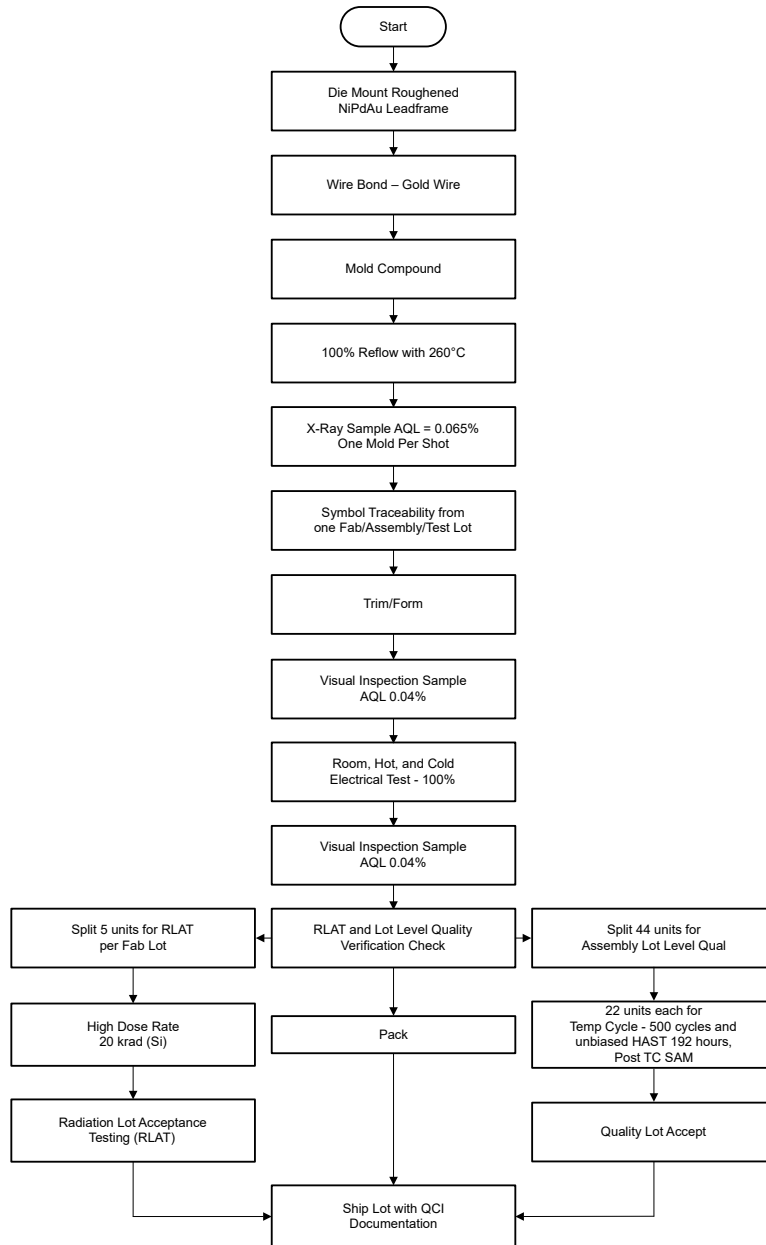 Start
Die Mount Roughened
NiPdAu Leadframe
Wire Bond – Gold Wire
Mold Compound
100% Reflow with 260°C
X-Ray Sample AQL = 0.065%
One Mold Per Shot
Symbol Traceability from
one Fab/Assembly/Test Lot
Trim/Form
Visual Inspection Sample
AQL 0.04%
Room, Hot, and Cold
Electrical Test - 100%
Visual Inspection Sample
AQL 0.04%
Split 5 units for RLAT
per Fab Lot
RLAT and Lot Level Quality
Verification Check
Split 44 units for
Assembly Lot Level Qual
High Dose Rate
20 krad (Si)
Pack
22 units each for
Temp Cycle - 500 cycles and
unbiased HAST 192 hours,
Post TC SAM
Radiation Lot Acceptance
Testing (RLAT)
Quality Lot Accept
Ship Lot with QCI
Documentation